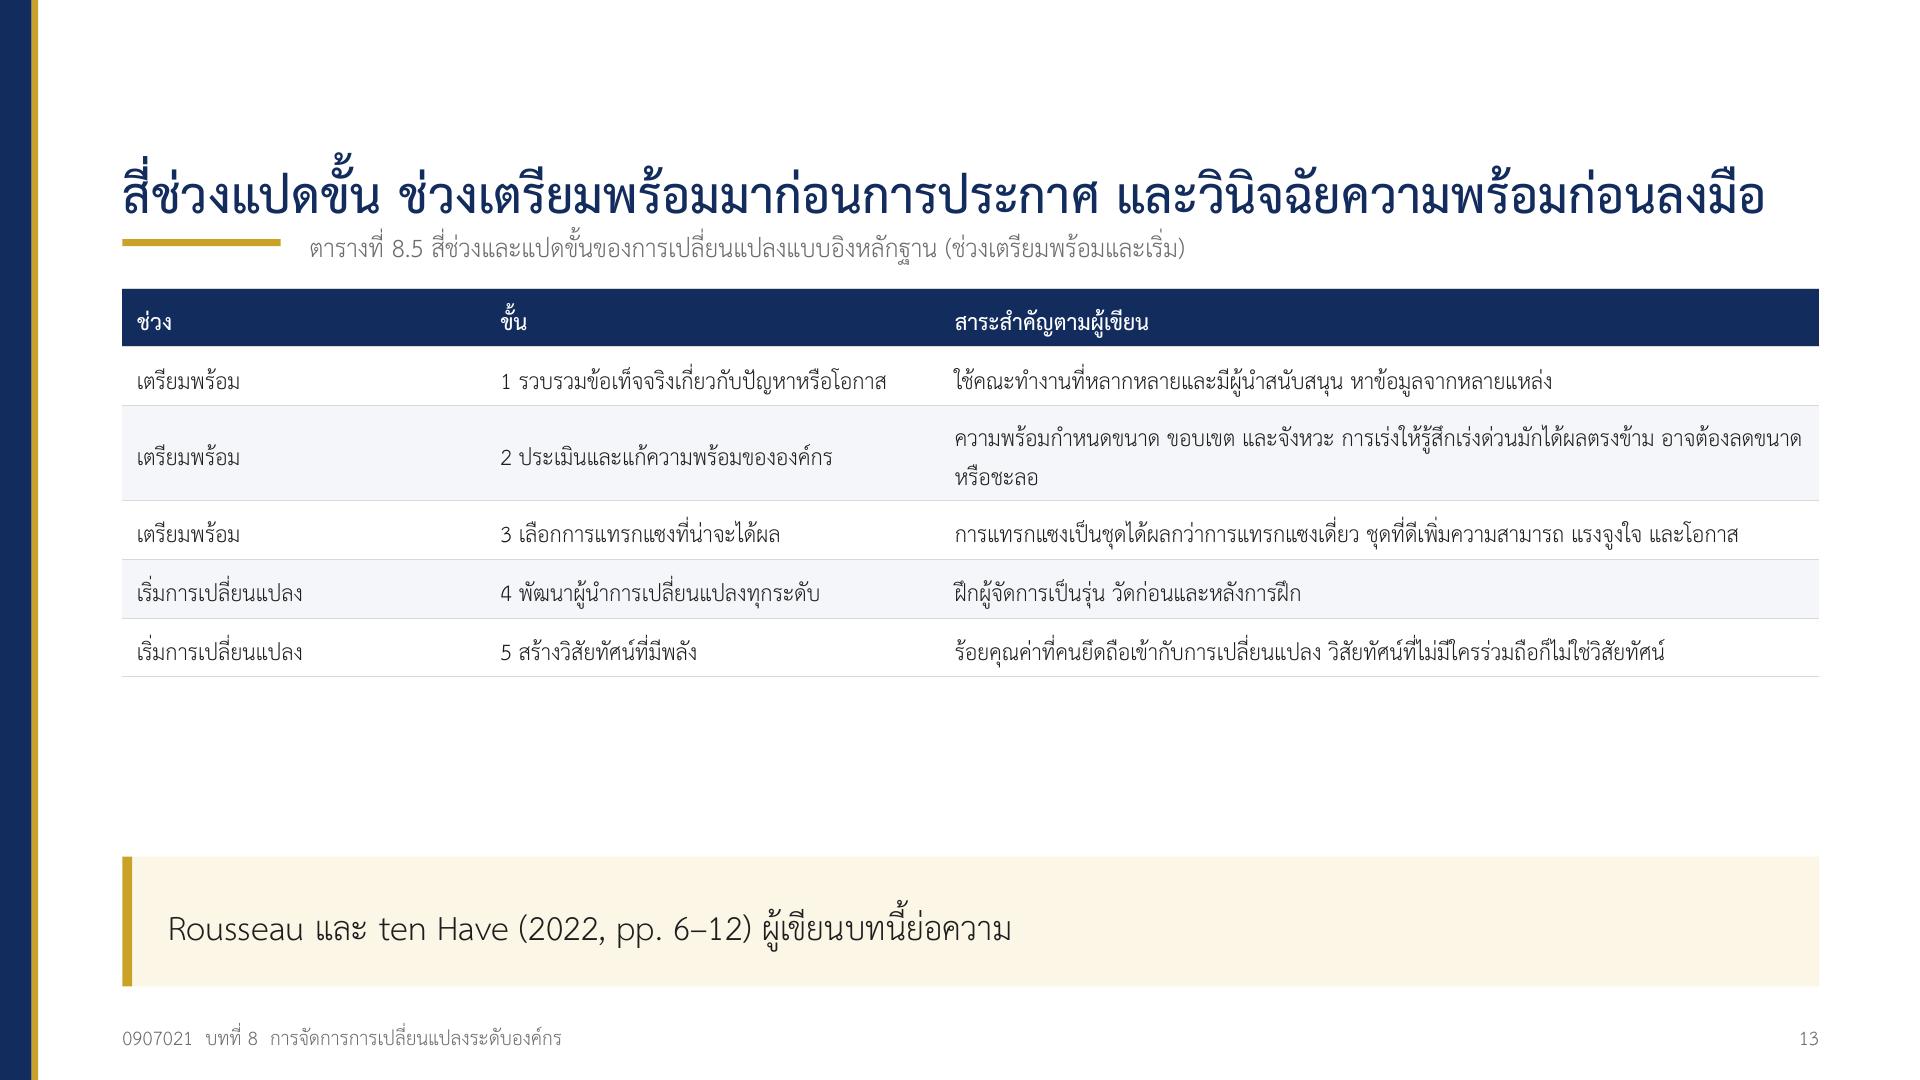 สี่ช่วงแปดขั้น ช่วงเตรียมพร้อมมาก่อนการประกาศ และวินิจฉัยความพร้อมก่อนลงมือ
ตารางที่ 8.5 สี่ช่วงและแปดขั้นของการเปลี่ยนแปลงแบบอิงหลักฐาน (ช่วงเตรียมพร้อมและเริ่ม)
ช่วง ขั้น สาระสำคัญตามผู้เขียน
เตรียมพร้อม 1 รวบรวมข้อเท็จจริงเกี่ยวกับปัญหาหรือโอกาส ใช้คณะทำงานที่หลากหลายและมีผู้นำสนับสนุน หาข้อมูลจากหลายแหล่ง
เตรียมพร้อม 2 ประเมินและแก้ความพร้อมขององค์กร ความพร้อมกำหนดขนาด ขอบเขต และจังหวะ การเร่งให้รู้สึกเร่งด่วนมักได้ผลตรงข้าม อาจต้องลดขนาด
หรือชะลอ
เตรียมพร้อม 3 เลือกการแทรกแซงที่น่าจะได้ผล การแทรกแซงเป็นชุดได้ผลกว่าการแทรกแซงเดี่ยว ชุดที่ดีเพิ่มความสามารถ แรงจูงใจ และโอกาส
เริ่มการเปลี่ยนแปลง 4 พัฒนาผู้นำการเปลี่ยนแปลงทุกระดับ ฝึกผู้จัดการเป็นรุ่น วัดก่อนและหลังการฝึก
เริ่มการเปลี่ยนแปลง 5 สร้างวิสัยทัศน์ที่มีพลัง ร้อยคุณค่าที่คนยึดถือเข้ากับการเปลี่ยนแปลง วิสัยทัศน์ที่ไม่มีใครร่วมถือก็ไม่ใช่วิสัยทัศน์
Rousseau และ ten Have (2022, pp. 6–12) ผู้เขียนบทนี้ย่อความ
0907021 บทที่ 8 การจัดการการเปลี่ยนแปลงระดับองค์กร 13